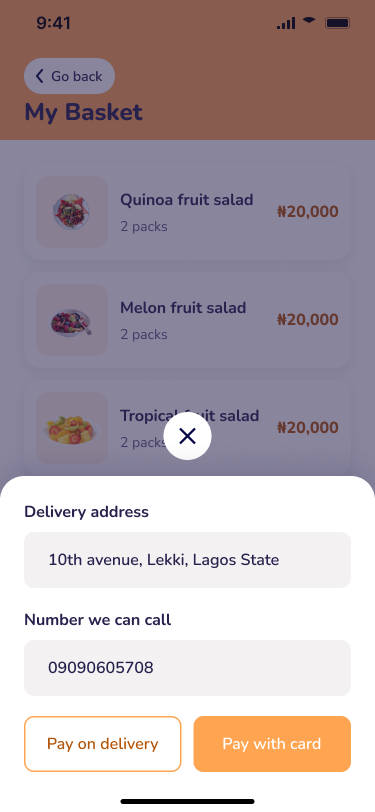 9:41
Go back
My Basket
Quinoa fruit salad
2 packs
₦20,000
Melon fruit salad
2 packs
₦20,000
Tropical fruit salad
2 packs
₦20,000
Delivery address
10th avenue, Lekki, Lagos State
Number we can call
09090605708
Pay on delivery
Pay with card